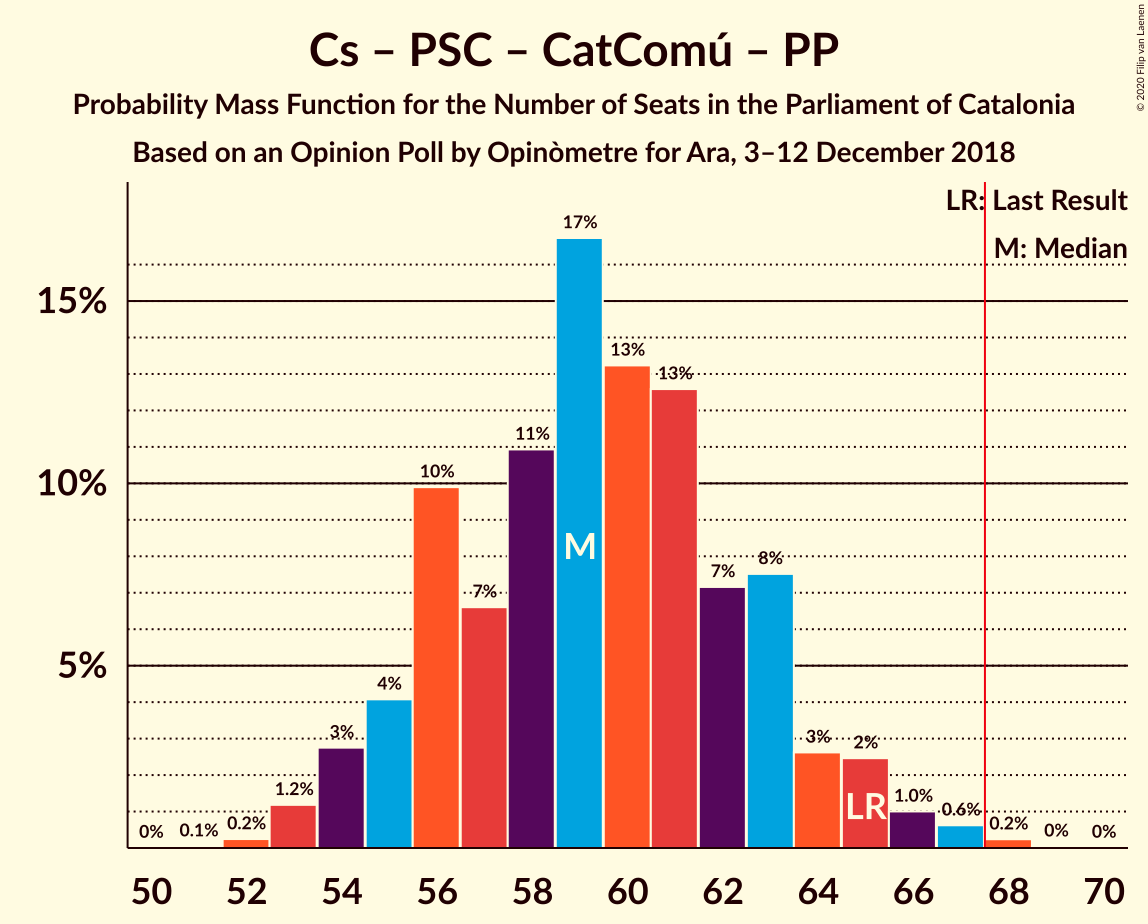 Cs – PSC – CatComú – PP
Probability Mass Function for the Number of Seats in the Parliament of Catalonia
Based on an Opinion Poll by Opinòmetre for Ara, 3–12 December 2018
© 2020 Filip van Laenen
LR: Last Result
M: Median
15%
10%
5%
0%
0.1%
0.2%
1.2%
3%
4%
10%
7%
11%
17%
13%
13%
7%
8%
3%
2%
1.0%
0.6%
0.2%
0%
0%
M
LR
50 52 54 56 58 60 62 64 66 68 70